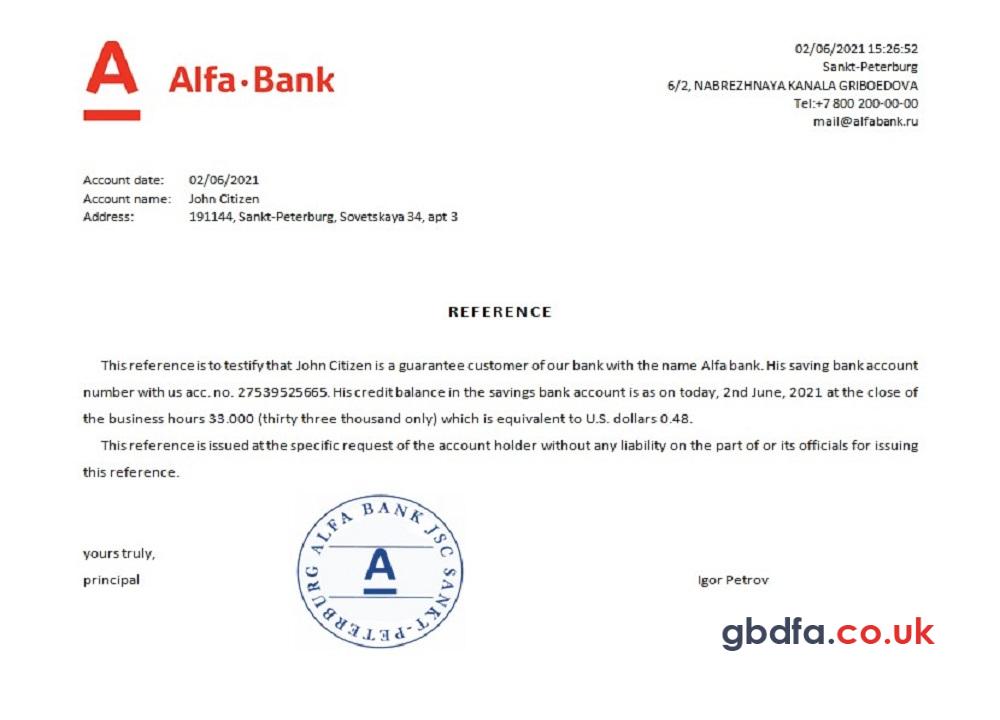 Alfa·Bank
02/06/2021 15:26:52
Sankt-Peterburg
6/2, NABREZHNAYA KANALA GRIBOEDOVA
Tel:+7 800 200-00-00
mail@alfabank.ru
Account date: 02/06/2021
Account name: John Citizen
Address: 191144, Sankt-Peterburg, Sovetskaya 34, apt 3
REFERENCE
This reference is to testify that John Citizen is a guarantee customer of our bank with the name Alfa bank. His saving bank account
number with us acc. no. 27539525665. His credit balance in the savings bank account is as on today, 2nd June, 2021 at the close of
the business hours 33.000 (thirty three thousand only) which is equivalent to U.S. dollars 0.48.
This reference is issued at the specific request of the account holder without any liability on the part of or its officials for issuing
this reference.
ALFA BANK JSC SANKT-PETERBURG
A
yours truly,
principal
Igor Petrov
gbdfa.co.uk